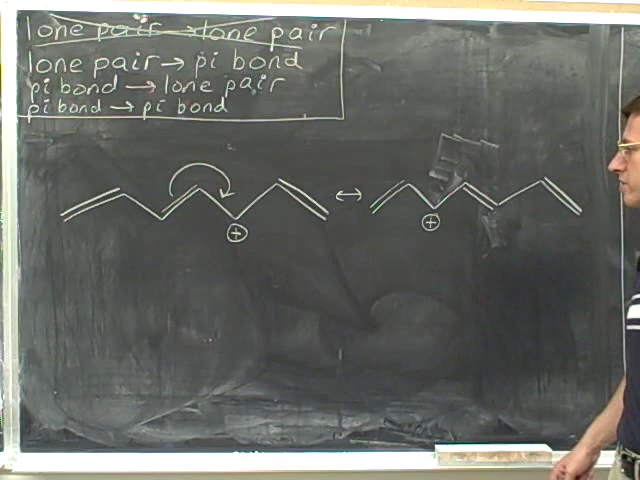 lone pair → lone pair
lone pair → pi bond
pi bond → lone pair
pi bond → pi bond
↔
+
+